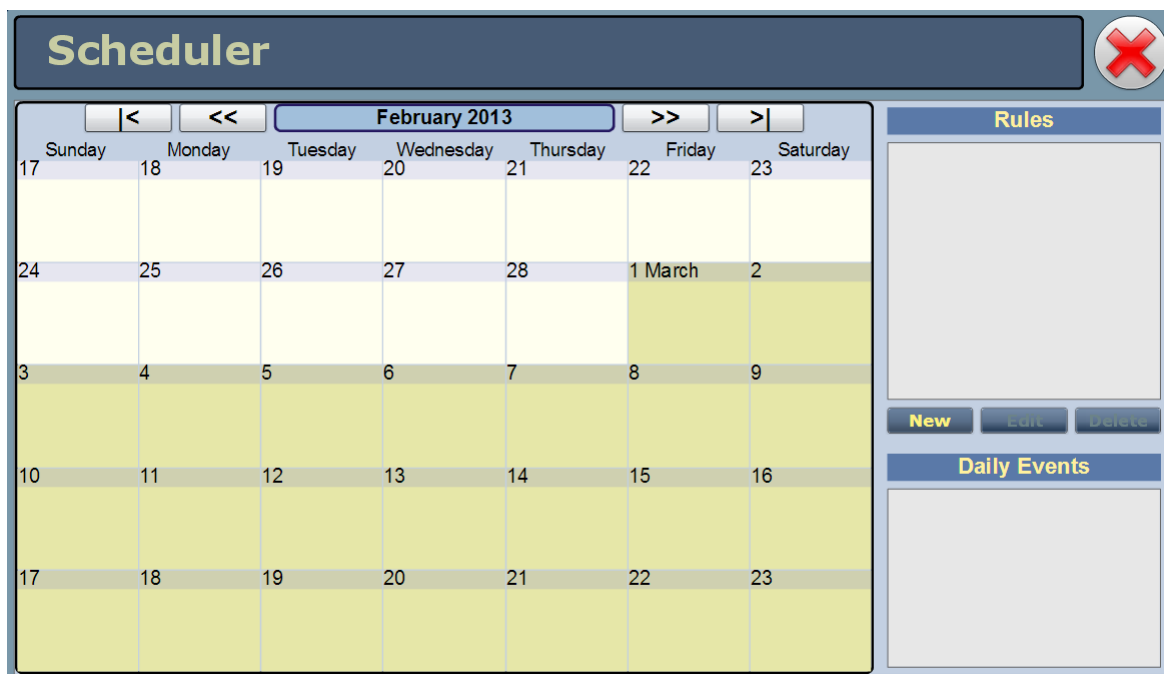 Scheduler
|< << February 2013 >> >|
Sunday Monday Tuesday Wednesday Thursday Friday Saturday
17 18 19 20 21 22 23
24 25 26 27 28 1 March 2
3 4 5 6 7 8 9
10 11 12 13 14 15 16
17 18 19 20 21 22 23
Rules
New Edit Delete
Daily Events